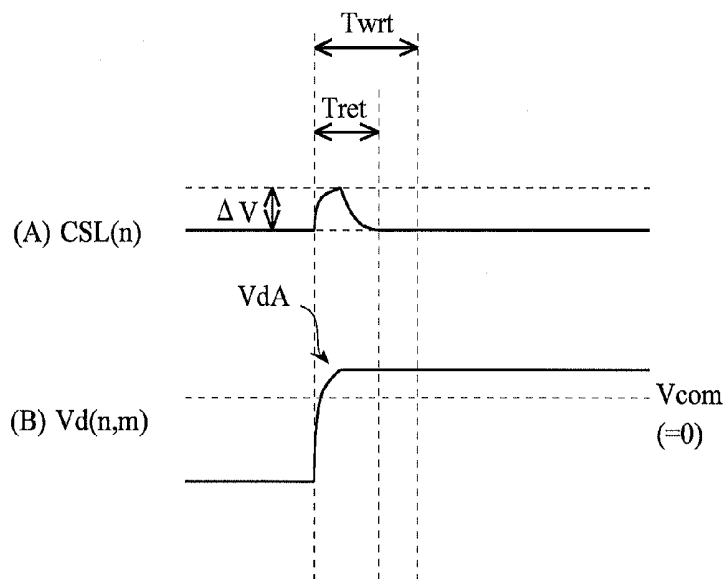 Twrt
Tret
ΔV
(A) CSL(n)
VdA
(B) Vd(n,m)
Vcom
(=0)